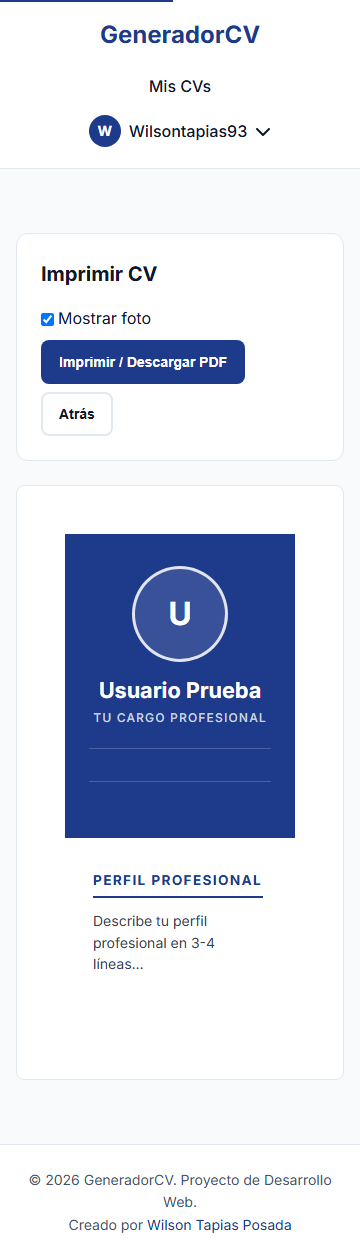 GeneradorCV
Mis CVs
W Wilsontapias93
Imprimir CV
Mostrar foto
Imprimir / Descargar PDF
Atrás
U
Usuario Prueba
TU CARGO PROFESIONAL
PERFIL PROFESIONAL
Describe tu perfil
profesional en 3-4
líneas...
© 2026 GeneradorCV. Proyecto de Desarrollo
Web.
Creado por Wilson Tapias Posada